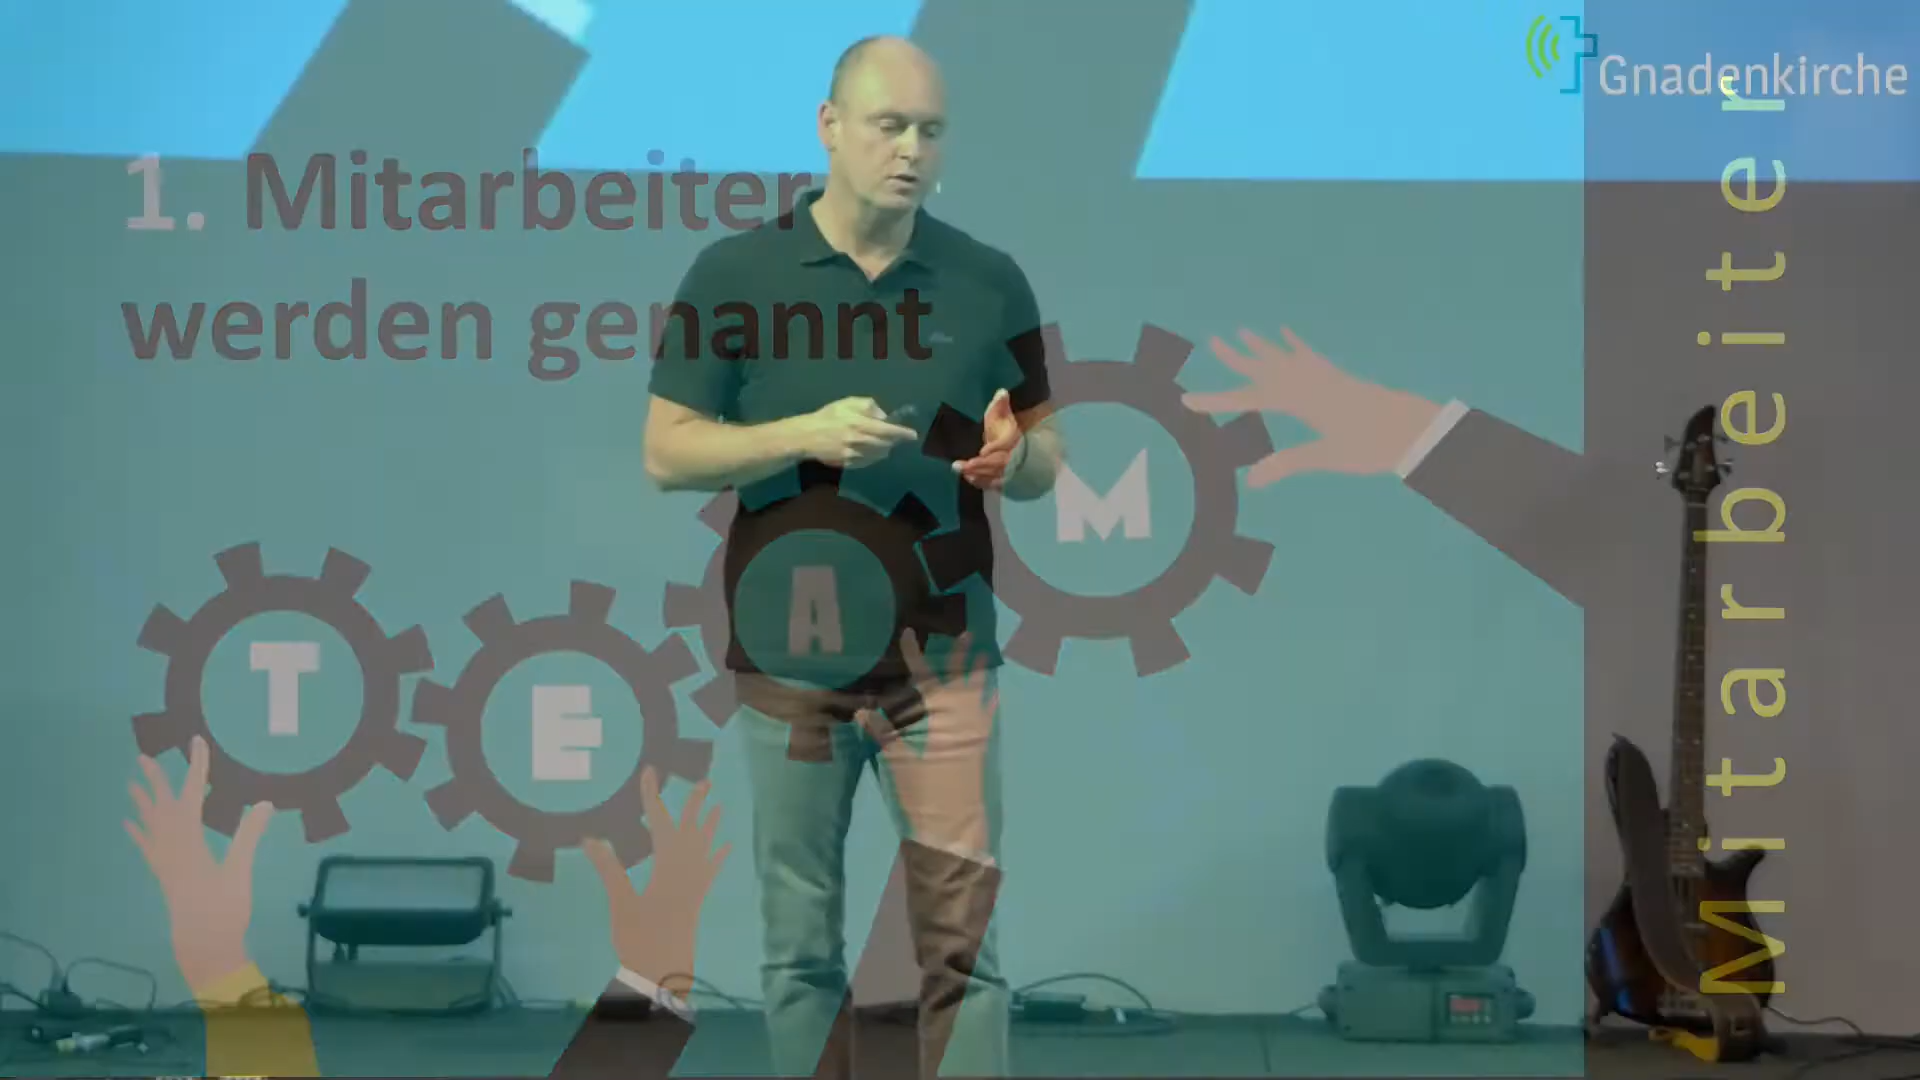 Gnadenkirche
1. Mitarbeiter
werden genannt
T E A M
Mitarbeiter